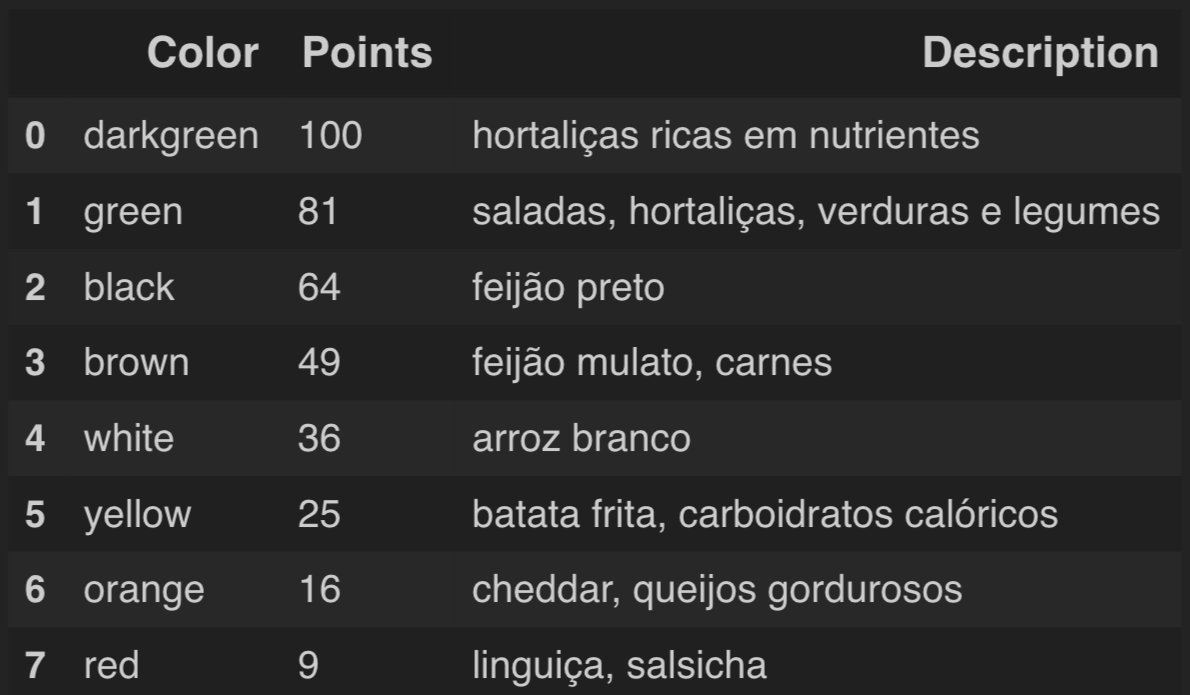 Color Points Description
0 darkgreen 100 hortaliças ricas em nutrientes
1 green 81 saladas, hortaliças, verduras e legumes
2 black 64 feijão preto
3 brown 49 feijão mulato, carnes
4 white 36 arroz branco
5 yellow 25 batata frita, carboidratos calóricos
6 orange 16 cheddar, queijos gordurosos
7 red 9 linguiça, salsicha